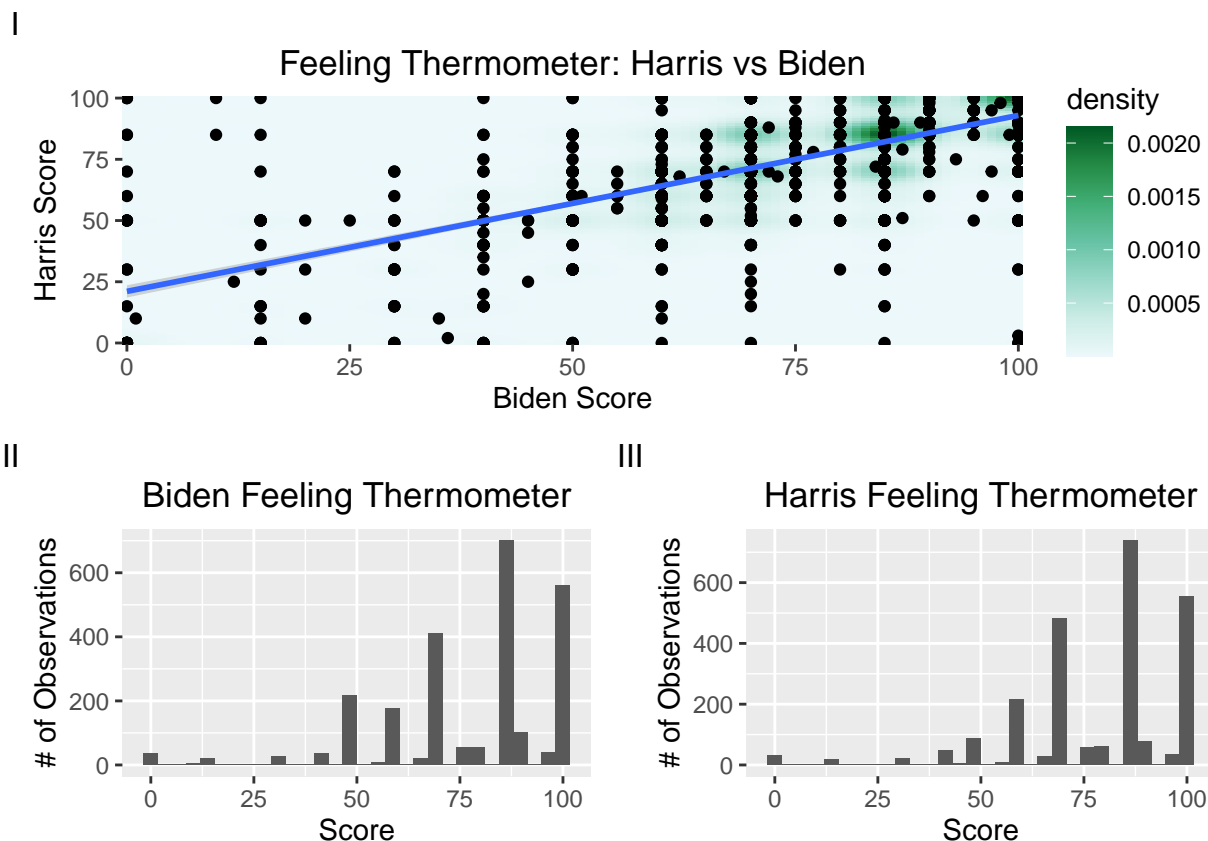 I
Feeling Thermometer: Harris vs Biden
Harris Score
100
75
50
25
0
0 25 50 75 100
Biden Score
density
0.0020
0.0015
0.0010
0.0005
II
Biden Feeling Thermometer
# of Observations
600
400
200
0
0 25 50 75 100
Score
III
Harris Feeling Thermometer
# of Observations
600
400
200
0
0 25 50 75 100
Score